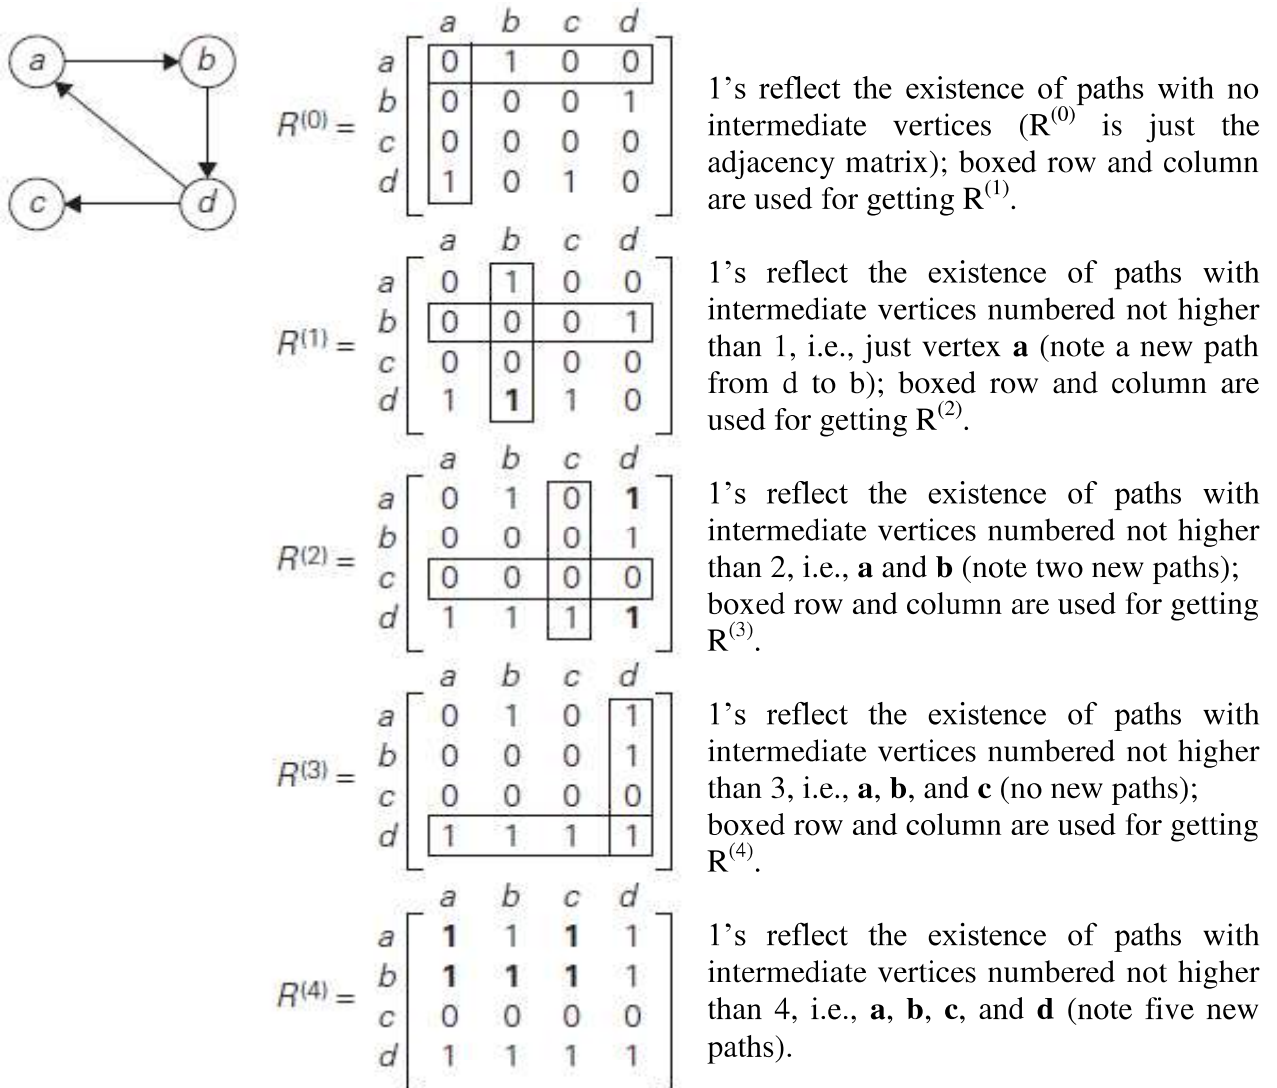 a b
c d
a b c d
R(0) =
a 0 1 0 0
b 0 0 0 1
c 0 0 0 0
d 1 0 1 0
1's reflect the existence of paths with no
intermediate vertices (R(0) is just the
adjacency matrix); boxed row and column
are used for getting R(1).
a b c d
R(1) =
a 0 1 0 0
b 0 0 0 1
c 0 0 0 0
d 1 1 1 0
1's reflect the existence of paths with
intermediate vertices numbered not higher
than 1, i.e., just vertex a (note a new path
from d to b); boxed row and column are
used for getting R(2).
a b c d
R(2) =
a 0 1 0 1
b 0 0 0 1
c 0 0 0 0
d 1 1 1 1
1's reflect the existence of paths with
intermediate vertices numbered not higher
than 2, i.e., a and b (note two new paths);
boxed row and column are used for getting
R(3).
a b c d
R(3) =
a 0 1 0 1
b 0 0 0 1
c 0 0 0 0
d 1 1 1 1
1's reflect the existence of paths with
intermediate vertices numbered not higher
than 3, i.e., a, b, and c (no new paths);
boxed row and column are used for getting
R(4).
a b c d
R(4) =
a 1 1 1 1
b 1 1 1 1
c 0 0 0 0
d 1 1 1 1
1's reflect the existence of paths with
intermediate vertices numbered not higher
than 4, i.e., a, b, c, and d (note five new
paths).